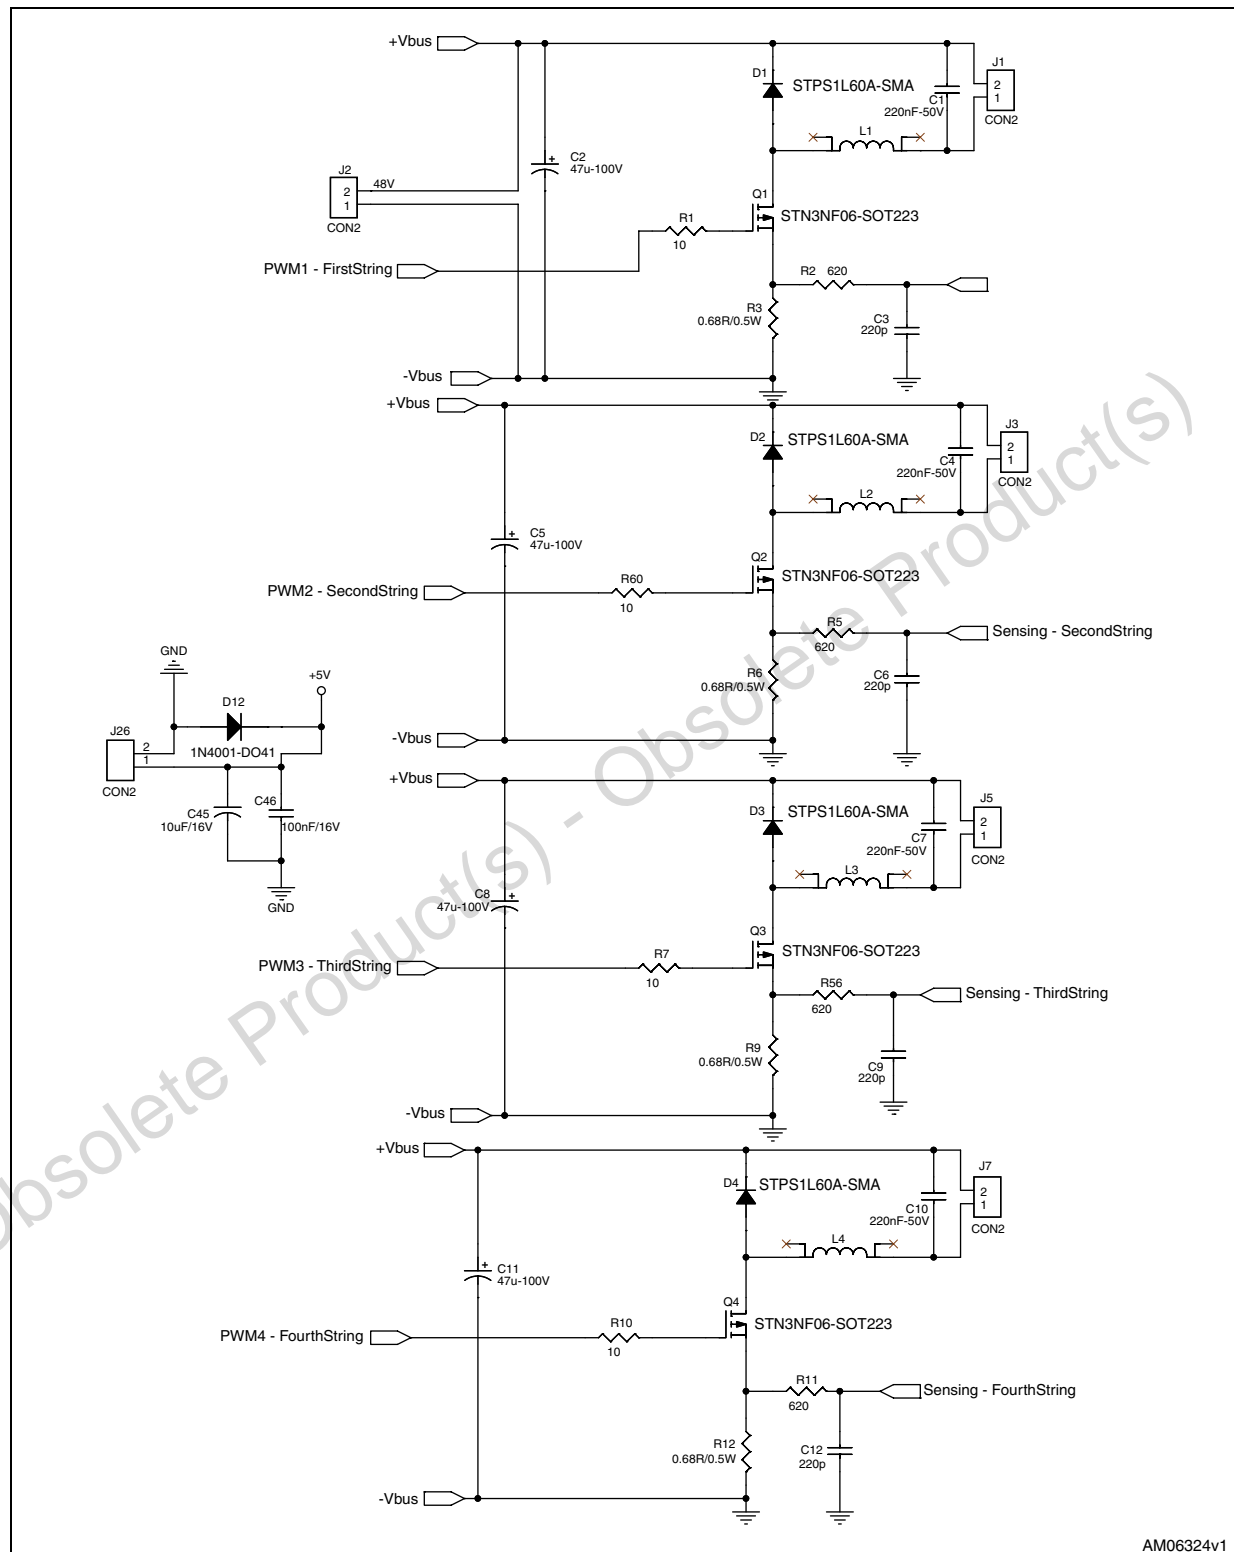 +Vbus
J1
D1
STPS1L60A-SMA
2
1
C1
220nF-50V
CON2
L1
C2
47u-100V
J2
48V
2
1
CON2
Q1
STN3NF06-SOT223
R1
10
PWM1 - FirstString
R2 620
R3
0.68R/0.5W
C3
220p
-Vbus
+Vbus
J3
D2
STPS1L60A-SMA
2
1
C4
220nF-50V
CON2
L2
C5
47u-100V
Q2
STN3NF06-SOT223
R60
10
PWM2 - SecondString
R5
620
Sensing - SecondString
R6
0.68R/0.5W
C6
220p
-Vbus
GND
+5V
D12
1N4001-DO41
J26
2
1
CON2
C45
10uF/16V
C46
100nF/16V
GND
+Vbus
J5
D3
STPS1L60A-SMA
2
1
C7
220nF-50V
CON2
L3
C8
47u-100V
Q3
STN3NF06-SOT223
R7
10
PWM3 - ThirdString
R56
620
Sensing - ThirdString
R9
0.68R/0.5W
C9
220p
-Vbus
+Vbus
J7
D4
STPS1L60A-SMA
2
1
C10
220nF-50V
CON2
L4
C11
47u-100V
Q4
STN3NF06-SOT223
R10
10
PWM4 - FourthString
R11
620
Sensing - FourthString
R12
0.68R/0.5W
C12
220p
-Vbus
Obsolete Product(s) - Obsolete Product(s)
AM06324v1